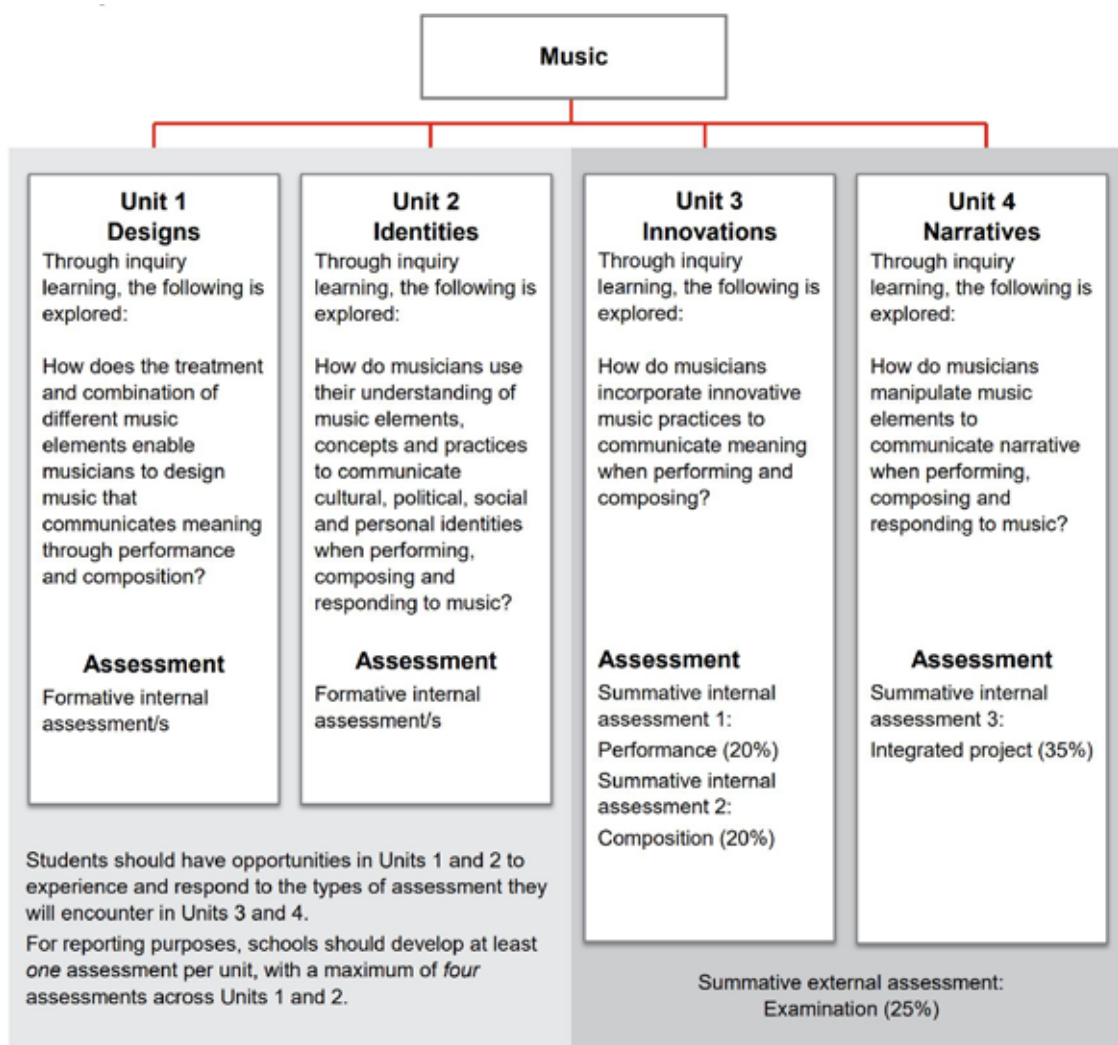 Music
Unit 1
Designs
Through inquiry
learning, the following is
explored:
How does the treatment
and combination of
different music
elements enable
musicians to design
music that
communicates meaning
through performance
and composition?
Assessment
Formative internal
assessment/s
Unit 2
Identities
Through inquiry
learning, the following is
explored:
How do musicians use
their understanding of
music elements,
concepts and practices
to communicate
cultural, political, social
and personal identities
when performing,
composing and
responding to music?
Assessment
Formative internal
assessment/s
Students should have opportunities in Units 1 and 2 to
experience and respond to the types of assessment they
will encounter in Units 3 and 4.
For reporting purposes, schools should develop at least
one assessment per unit, with a maximum of four
assessments across Units 1 and 2.
Unit 3
Innovations
Through inquiry
learning, the following is
explored:
How do musicians
incorporate innovative
music practices to
communicate meaning
when performing and
composing?
Assessment
Summative internal
assessment 1:
Performance (20%)
Summative internal
assessment 2:
Composition (20%)
Unit 4
Narratives
Through inquiry
learning, the following is
explored:
How do musicians
manipulate music
elements to
communicate narrative
when performing,
composing and
responding to music?
Assessment
Summative internal
assessment 3:
Integrated project (35%)
Summative external assessment:
Examination (25%)